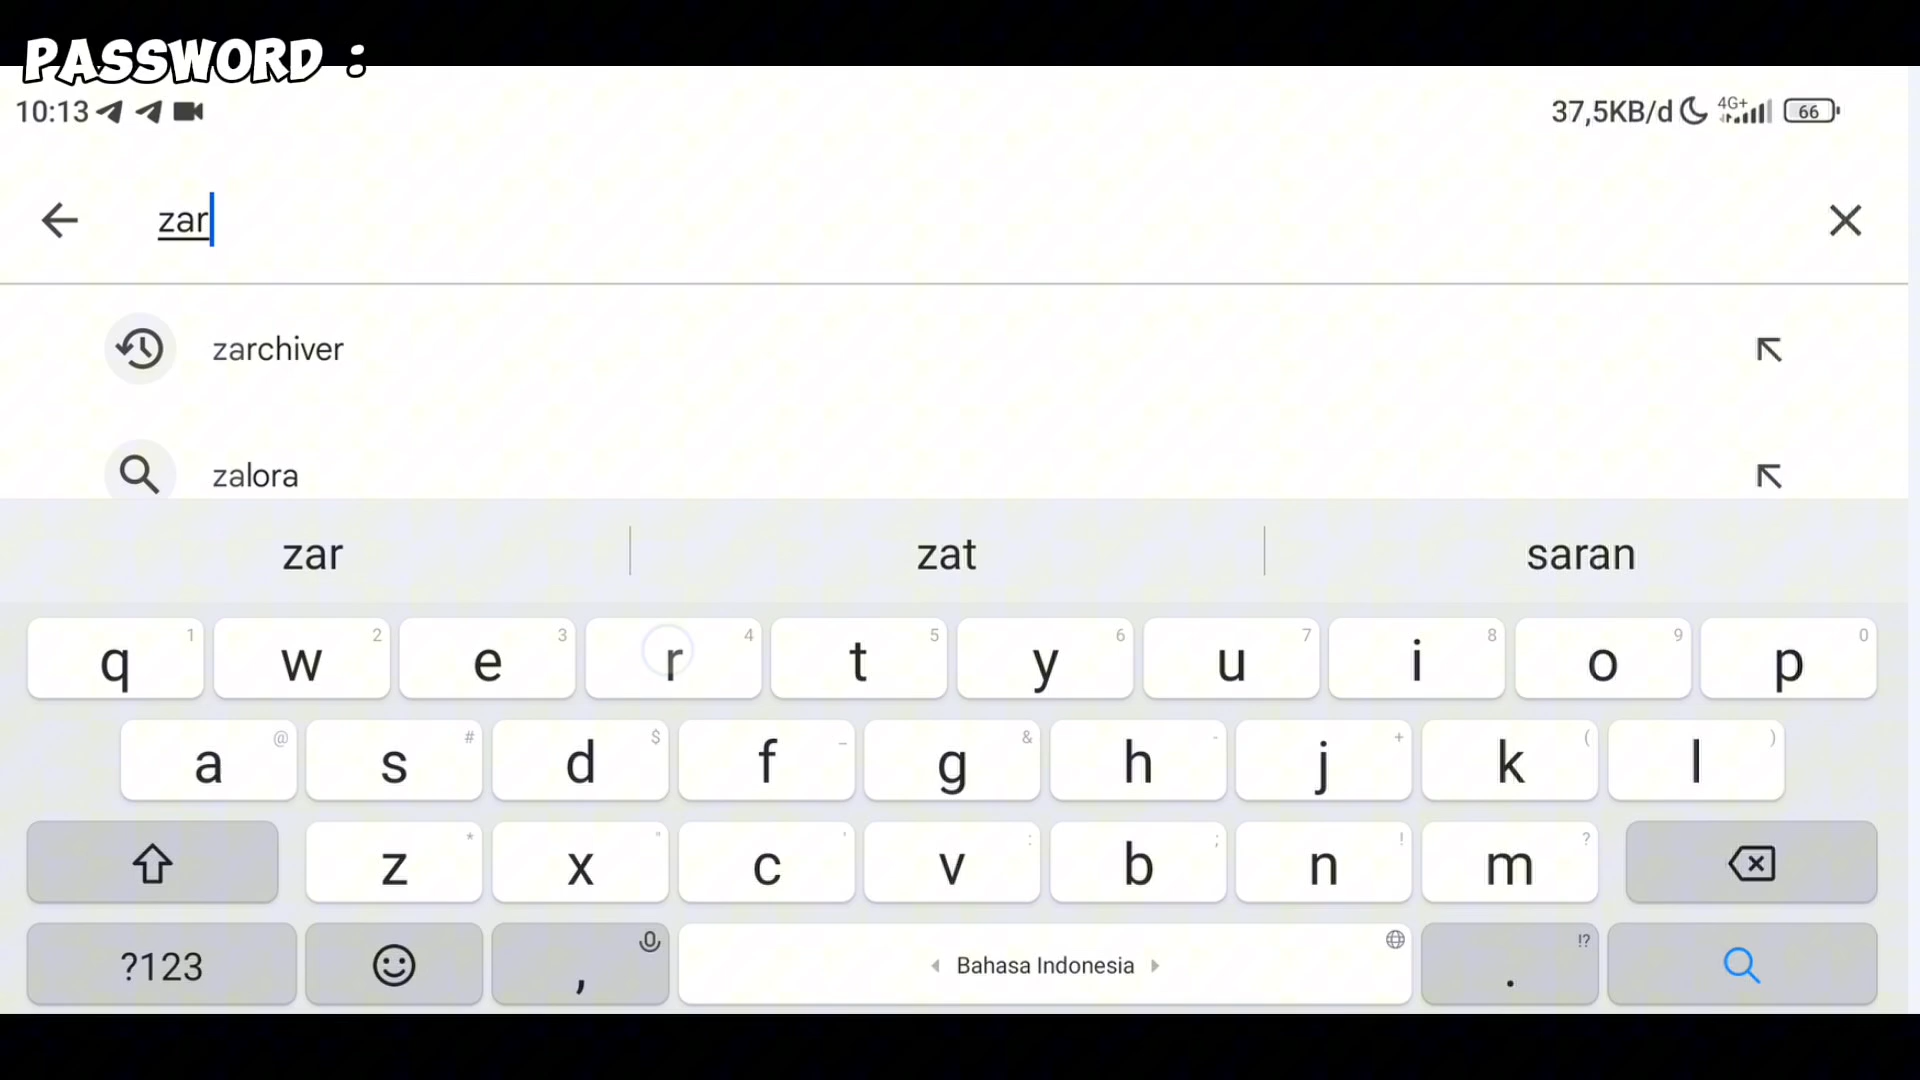 PASSWORD :
10:13 37,5KB/d 4G+ 66
zar
zarchiver
zalora
zar zat saran
q 1 w 2 e 3 r 4 t 5 y 6 u 7 i 8 o 9 p 0
a @ s # d $ f _ g & h - j + k ( l )
z * x " c ' v : b ; n ! m ?
?123 , Bahasa Indonesia . !?